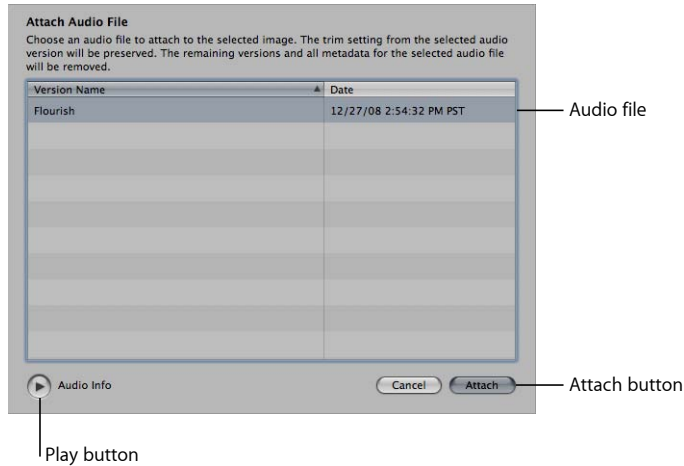 Attach Audio File
Choose an audio file to attach to the selected image. The trim setting from the selected audio
version will be preserved. The remaining versions and all metadata for the selected audio file
will be removed.
Version Name Date
Flourish 12/27/08 2:54:32 PM PST
Audio file
Audio Info Cancel Attach
Attach button
Play button